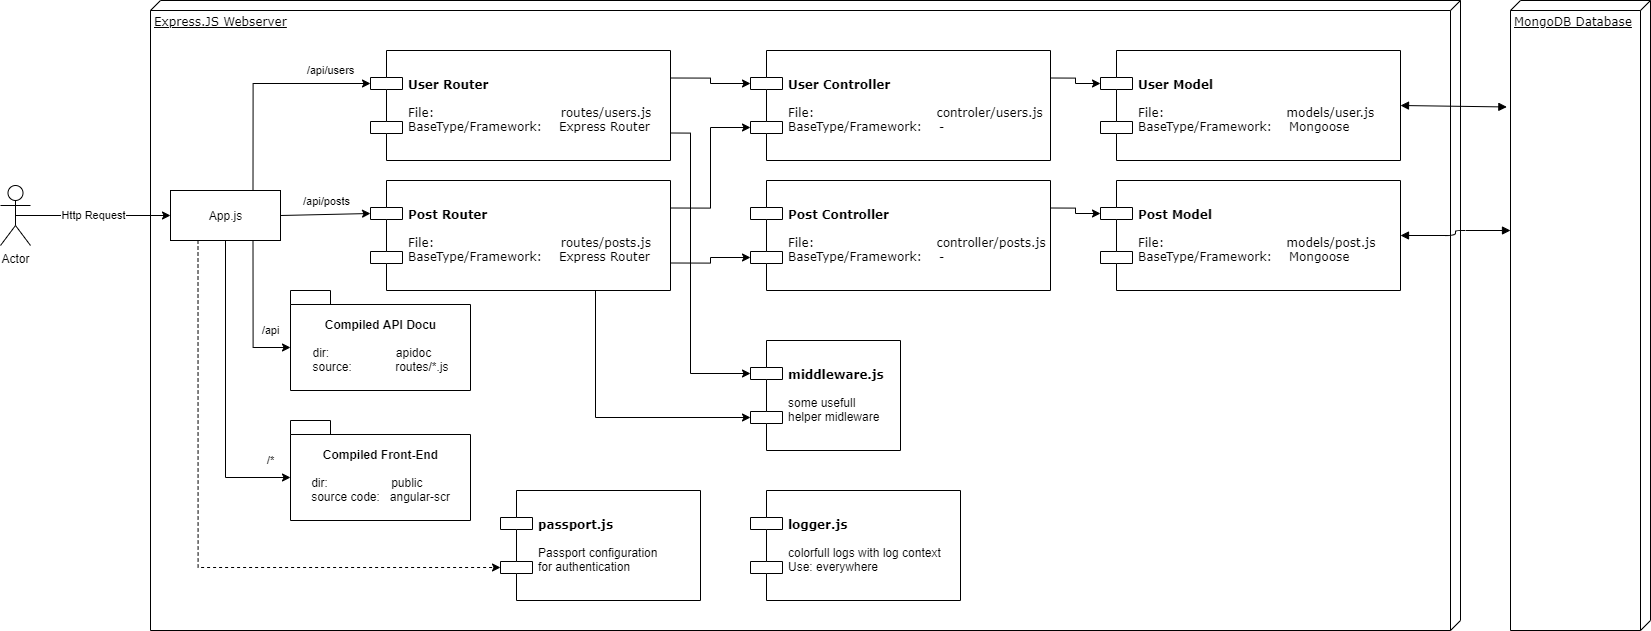 Express.JS Webserver
MongoDB Database
/api/users
User Router
File: routes/users.js
BaseType/Framework: Express Router
User Controller
File: controler/users.js
BaseType/Framework: -
User Model
File: models/user.js
BaseType/Framework: Mongoose
Actor
Http Request
App.js
/api/posts
Post Router
File: routes/posts.js
BaseType/Framework: Express Router
Post Controller
File: controller/posts.js
BaseType/Framework: -
Post Model
File: models/post.js
BaseType/Framework: Mongoose
/api
Compiled API Docu
dir: apidoc
source: routes/*.js
middleware.js
some usefull
helper midleware
/*
Compiled Front-End
dir: public
source code: angular-scr
passport.js
Passport configuration
for authentication
logger.js
colorfull logs with log context
Use: everywhere